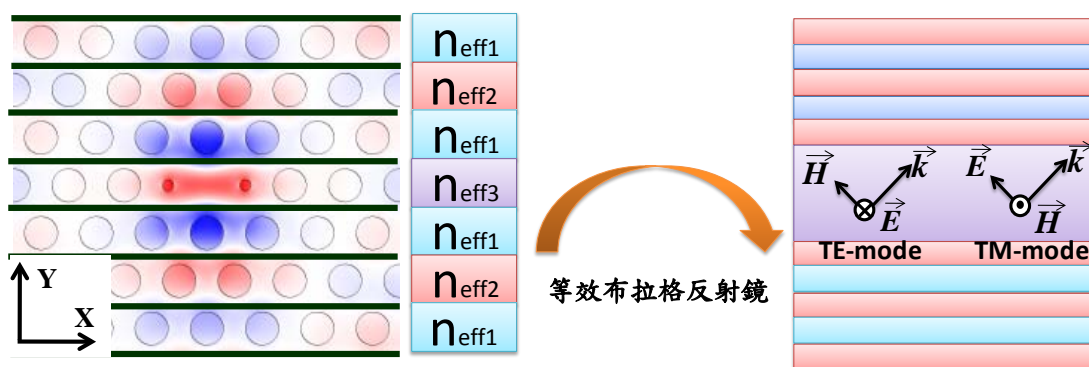 neff1
neff2
neff1
neff3
neff1
neff2
neff1
Y
X
等效布拉格反射鏡
H k E
E k H
TE-mode TM-mode